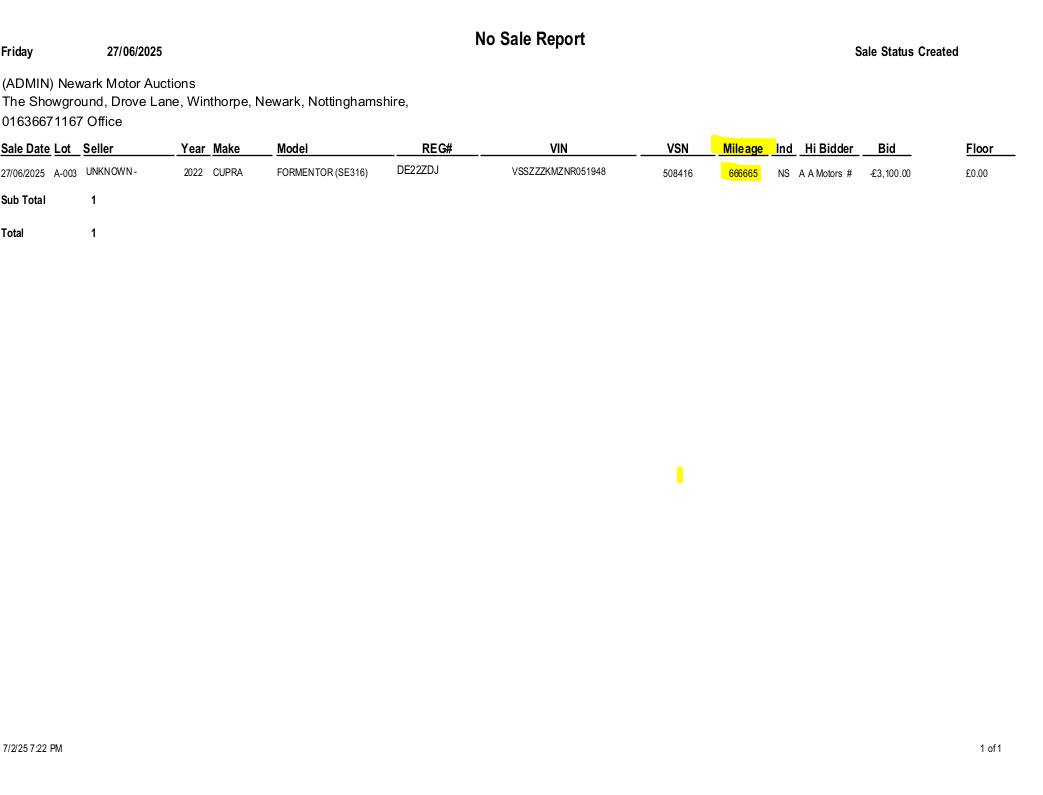 No Sale Report
Friday 27/06/2025 Sale Status Created
(ADMIN) Newark Motor Auctions
The Showground, Drove Lane, Winthorpe, Newark, Nottinghamshire,
01636671167 Office
Sale Date Lot Seller Year Make Model REG# VIN VSN Mileage Ind Hi Bidder Bid Floor
27/06/2025 A-003 UNKNOWN - 2022 CUPRA FORMENTOR (SE316) DE22ZDJ VSSZZZKMZNR051948 508416 666665 NS A A Motors # -£3,100.00 £0.00
Sub Total 1
Total 1
7/2/25 7:22 PM 1 of 1